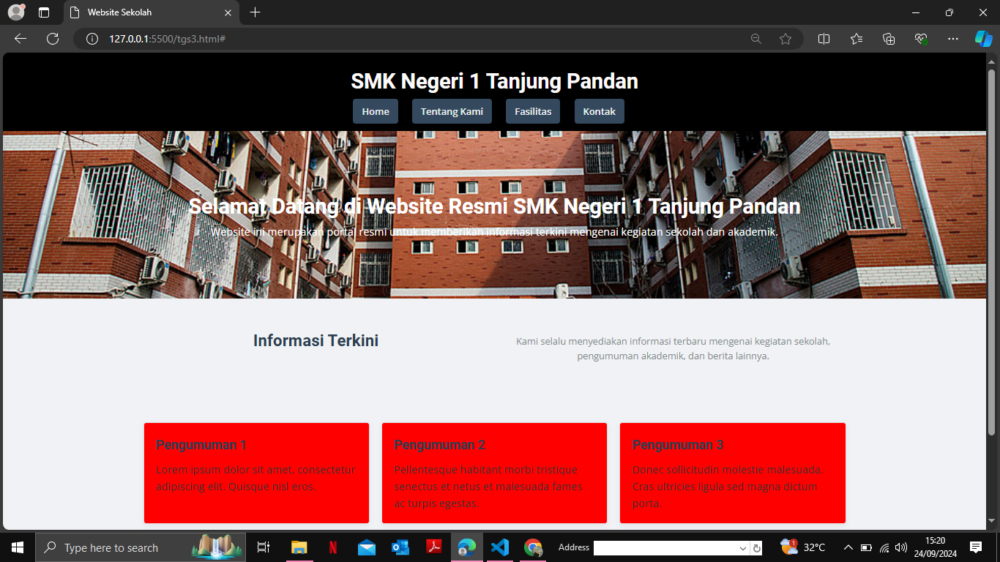 Website Sekolah
127.0.0.1:5500/tgs3.html#
SMK Negeri 1 Tanjung Pandan
Home Tentang Kami Fasilitas Kontak
Selamat Datang di Website Resmi SMK Negeri 1 Tanjung Pandan
Website ini merupakan portal resmi untuk memberikan informasi terkini mengenai kegiatan sekolah dan akademik.
Informasi Terkini
Kami selalu menyediakan informasi terbaru mengenai kegiatan sekolah,
pengumuman akademik, dan berita lainnya.
Pengumuman 1
Lorem ipsum dolor sit amet, consectetur
adipiscing elit. Quisque nisl eros.
Pengumuman 2
Pellentesque habitant morbi tristique
senectus et netus et malesuada fames
ac turpis egestas.
Pengumuman 3
Donec sollicitudin molestie malesuada.
Cras ultricies ligula sed magna dictum
porta.
Type here to search
N
Address
1
32°C
15:20
24/09/2024